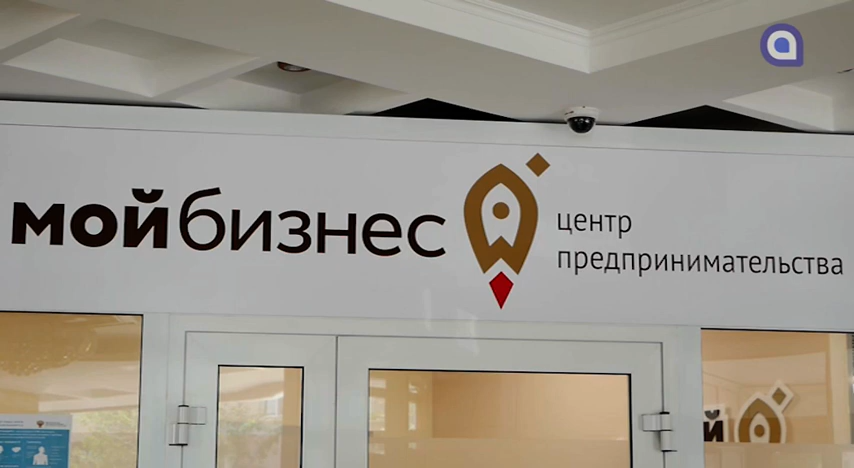 мойбизнес
центр
предпринимательства
й